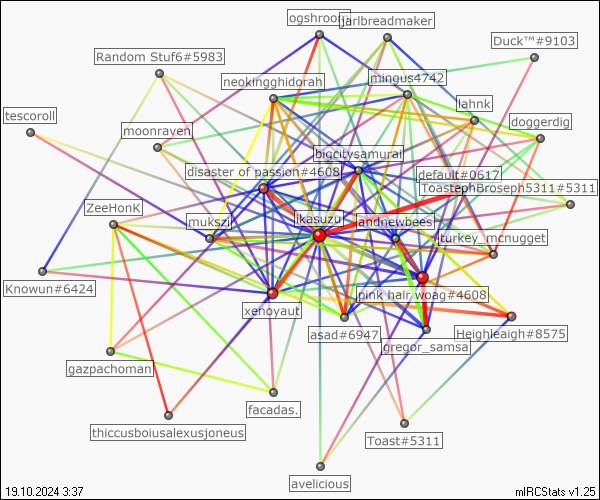 ogshroom
jarlbreadmaker
Duck™#9103
Random Stuf6#5983
mingus4742
neokingghidorah
lahnk
tescoroll
doggerdig
moonraven
bigcitysamurai
disaster of passion#4608
default#0617
ToastephBroseph5311#5311
ZeeHonK
mukszi
ikasuzu
andnewbees
turkey_mcnugget
Knowun#6424
pink hair woag#4608
xenoyaut
asad#6947
Heighleaigh#8575
gregor_samsa
gazpachoman
facadas.
thiccusboiusalexusjoneus
Toast#5311
avelicious
19.10.2024 3:37
mIRCStats v1.25